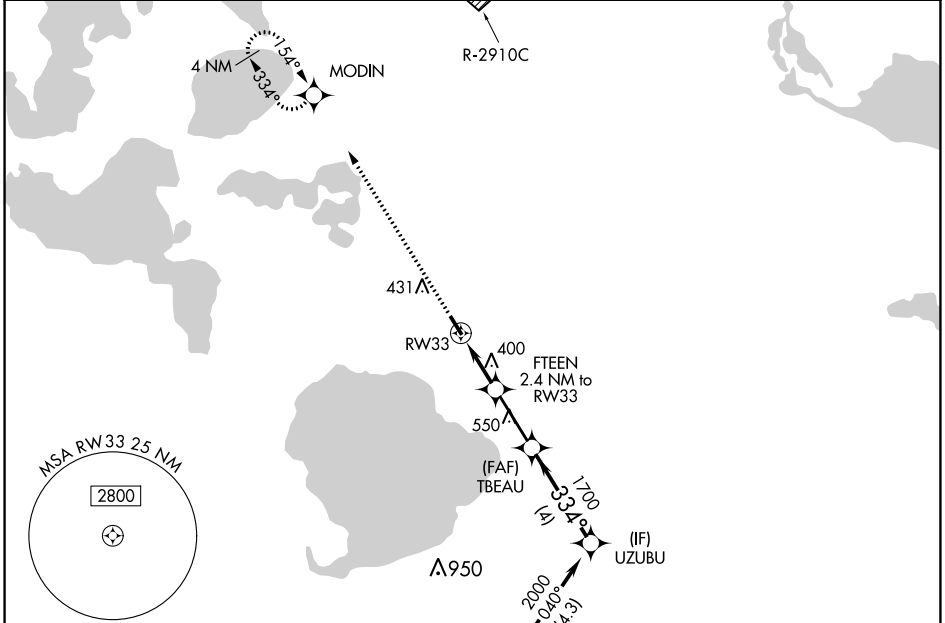 R-2910C
154°
4 NM
334°
MODIN
431
RW33
400
FTEEN
2.4 NM to
RW33
550
(FAF)
TBEAU
1700
334°
(4)
(IF)
UZUBU
950
2000
040°
MSA RW33 25 NM
2800